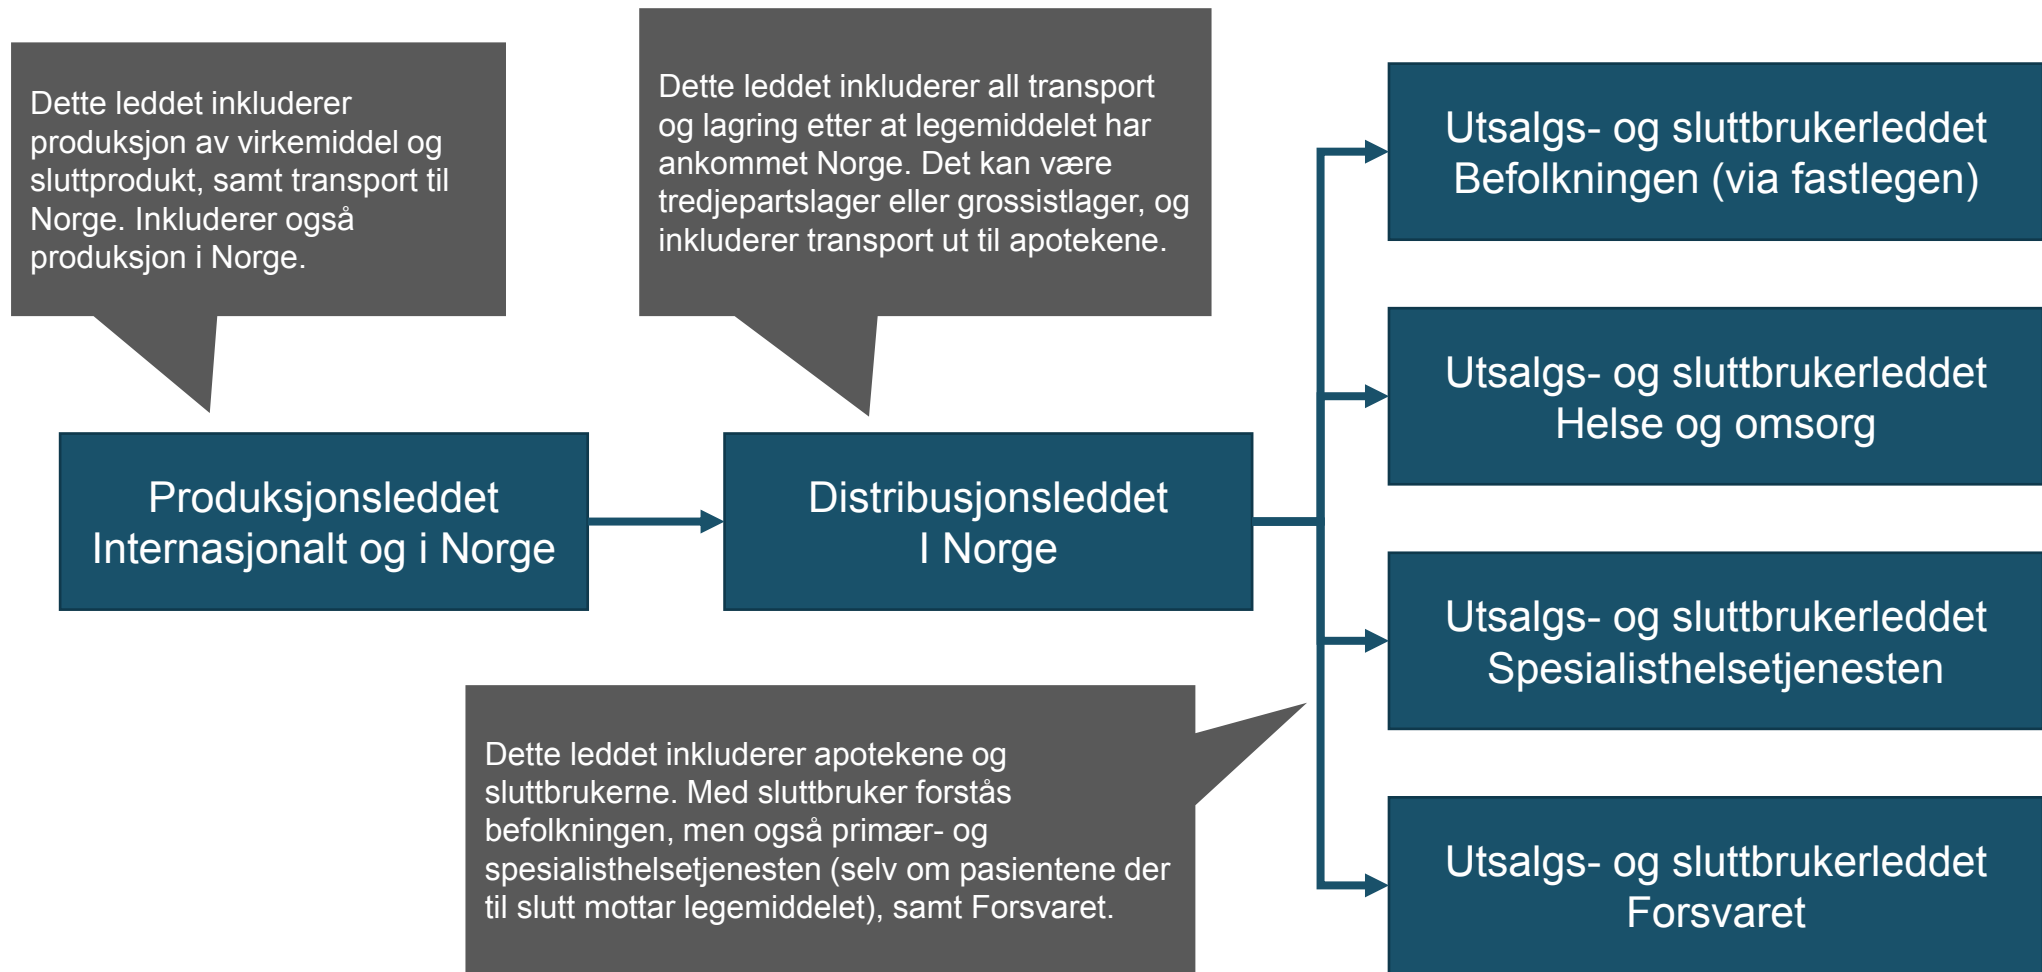 Dette leddet inkluderer
produksjon av virkemiddel og
sluttprodukt, samt transport til
Norge. Inkluderer også
produksjon i Norge.
Dette leddet inkluderer all transport
og lagring etter at legemiddelet har
ankommet Norge. Det kan være
tredjepartslager eller grossistlager, og
inkluderer transport ut til apotekene.
Produksjonsleddet
Internasjonalt og i Norge
Distribusjonsleddet
I Norge
Utsalgs- og sluttbrukerleddet
Befolkningen (via fastlegen)
Utsalgs- og sluttbrukerleddet
Helse og omsorg
Utsalgs- og sluttbrukerleddet
Spesialisthelsetjenesten
Utsalgs- og sluttbrukerleddet
Forsvaret
Dette leddet inkluderer apotekene og
sluttbrukerne. Med sluttbruker forstås
befolkningen, men også primær- og
spesialisthelsetjenesten (selv om pasientene der
til slutt mottar legemiddelet), samt Forsvaret.